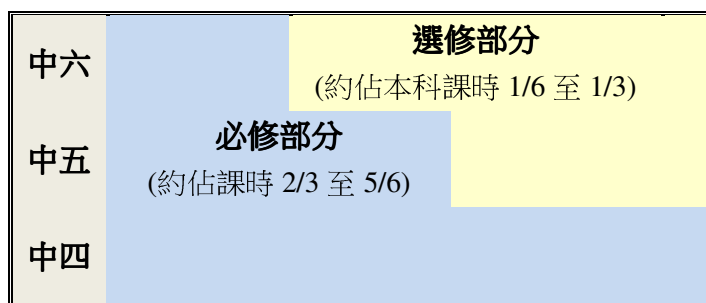 中六
選修部分
(約佔本科課時 1/6 至 1/3)
中五
必修部分
(約佔課時 2/3 至 5/6)
中四